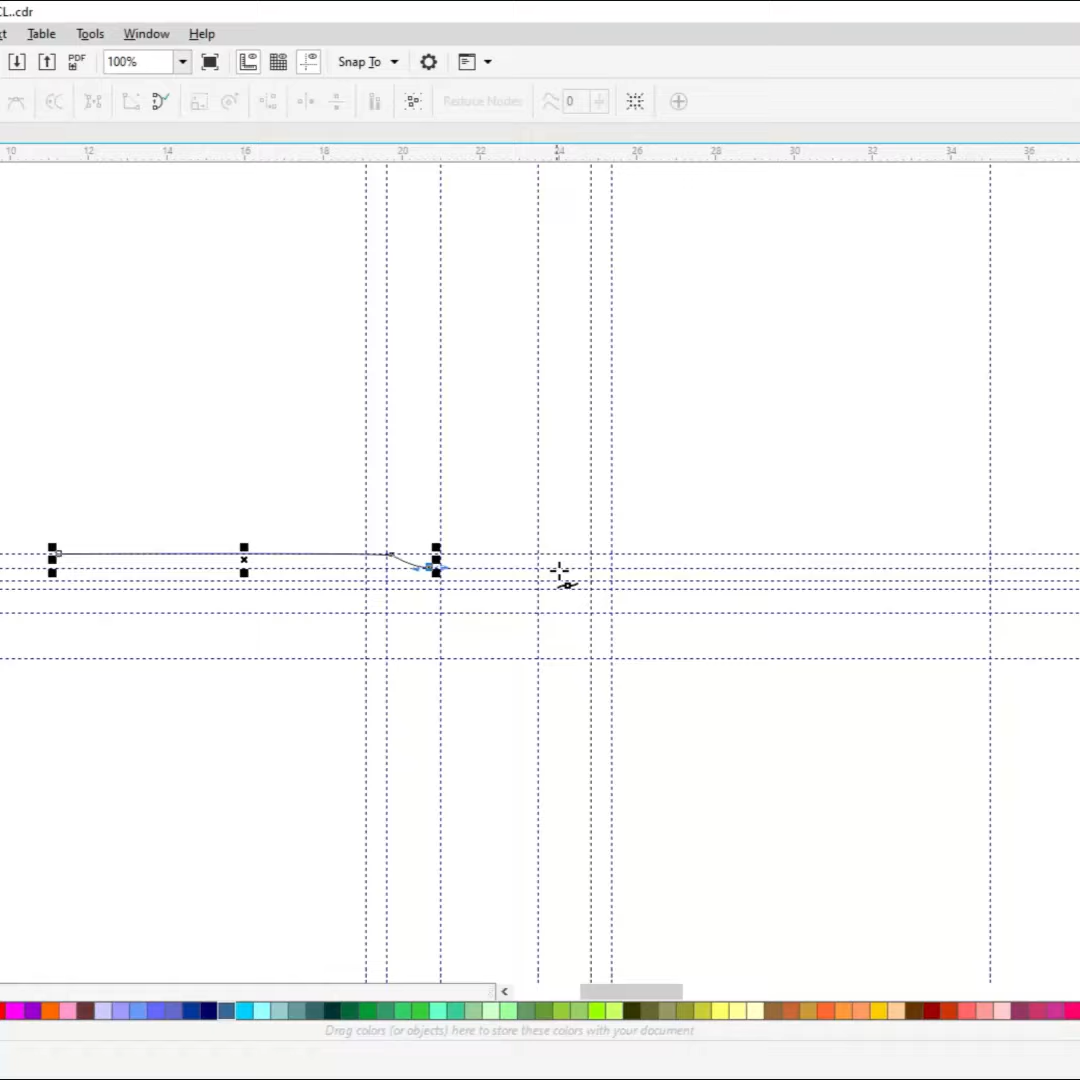 CL..cdr
ct Table Tools Window Help
PDF 100% Snap To
Reduce Nodes 0
10 12 14 16 18 20 22 24 26 28 30 32 34 36
Drag colors (or objects) here to store these colors with your document